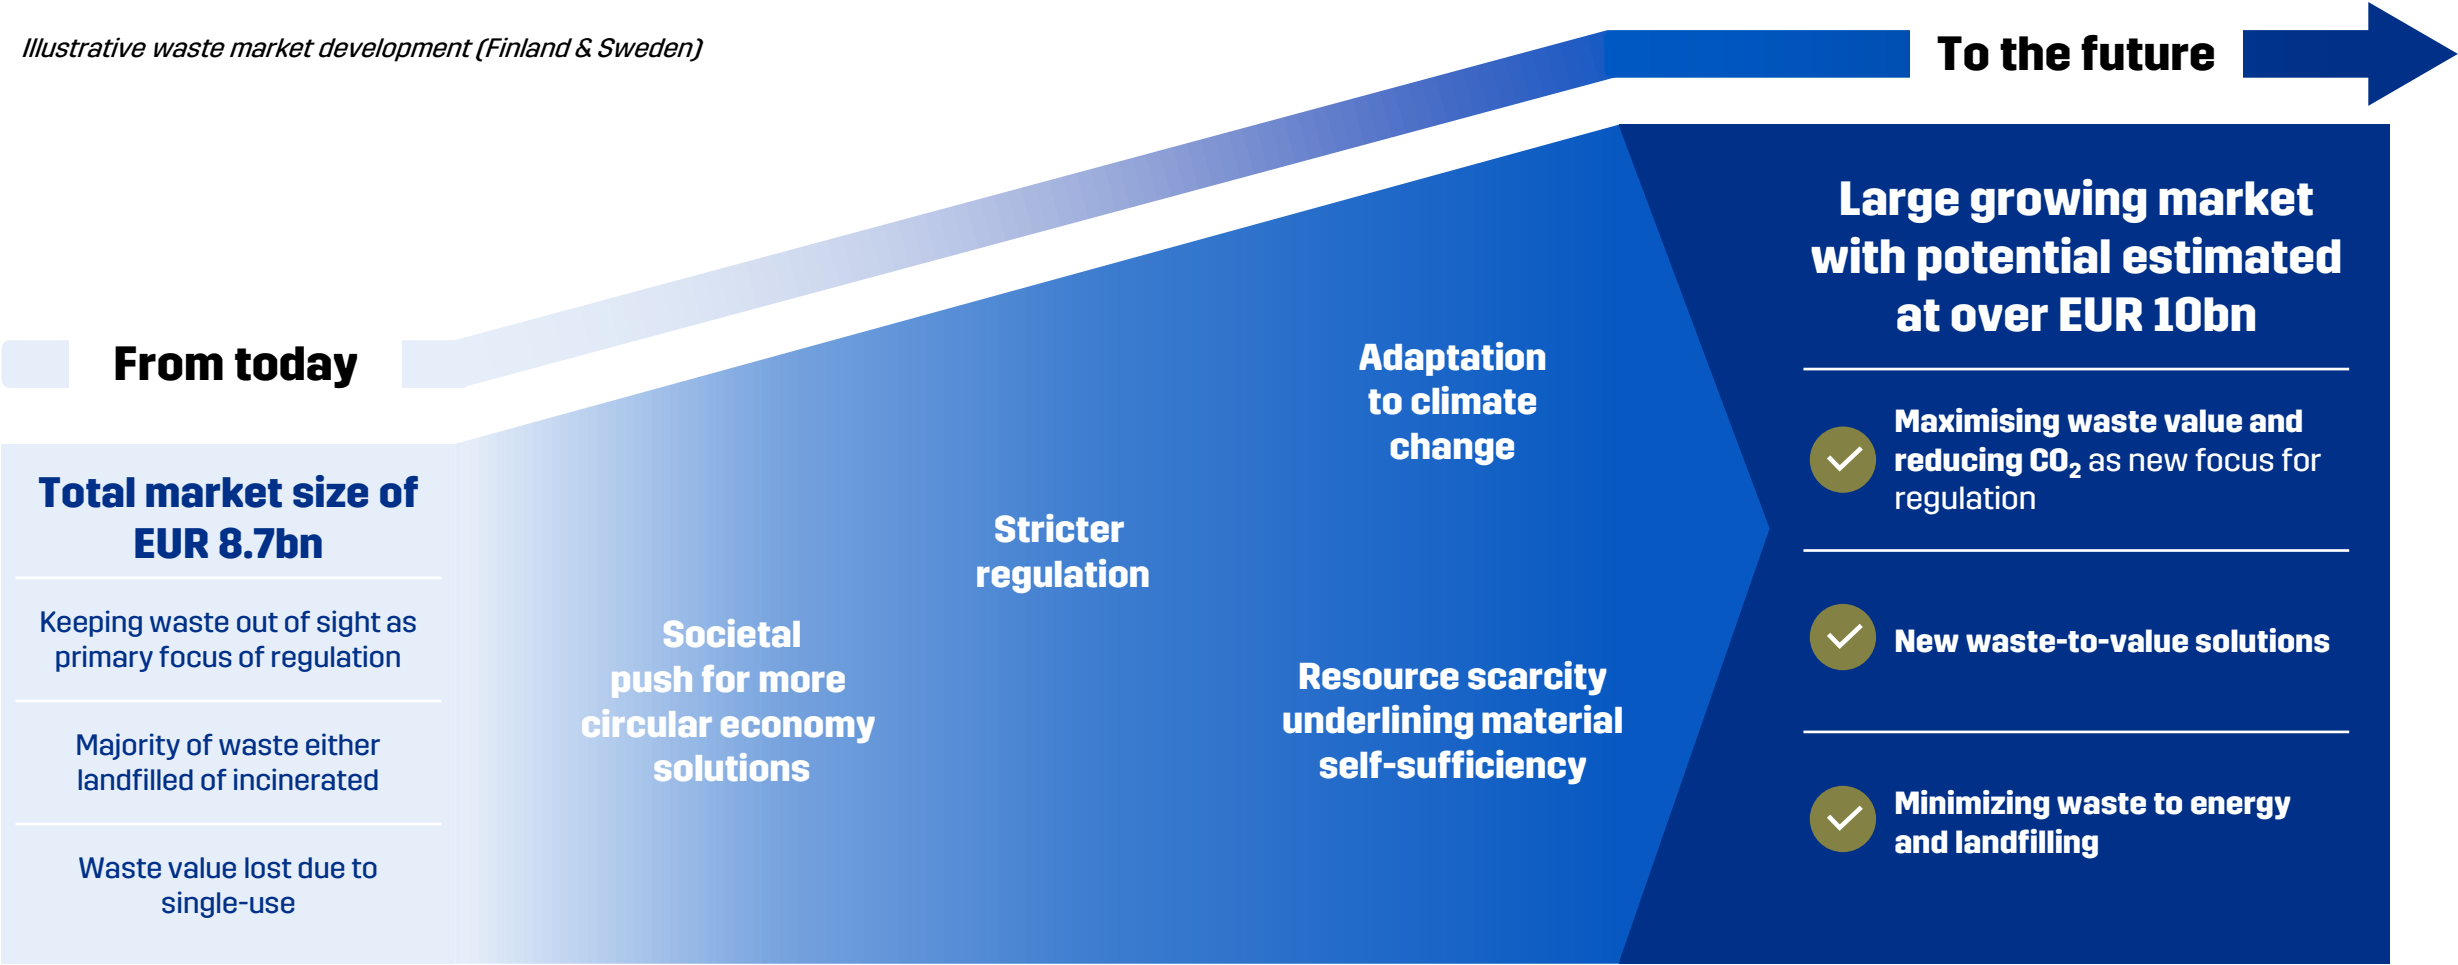 Illustrative waste market development (Finland & Sweden)
To the future
From today
Total market size of
EUR 8.7bn
Keeping waste out of sight as
primary focus of regulation
Majority of waste either
landfilled of incinerated
Waste value lost due to
single-use
Societal
push for more
circular economy
solutions
Stricter
regulation
Adaptation
to climate
change
Resource scarcity
underlining material
self-sufficiency
Large growing market
with potential estimated
at over EUR 10bn
Maximising waste value and
reducing CO₂ as new focus for
regulation
New waste-to-value solutions
Minimizing waste to energy
and landfilling